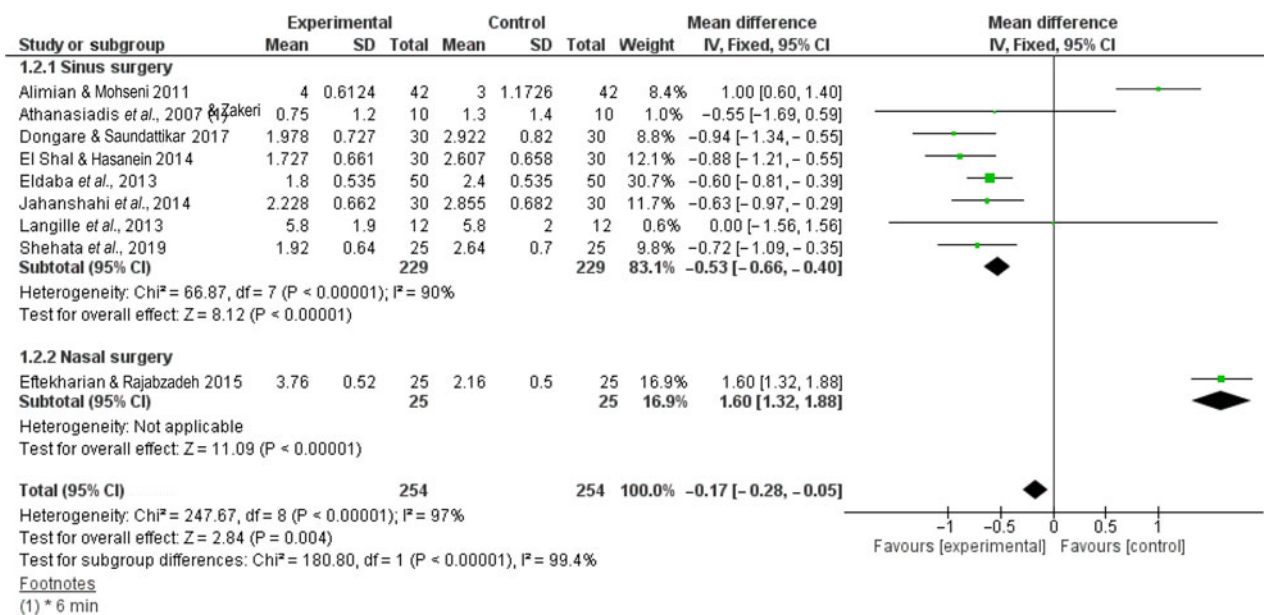 Experimental Control Mean difference Mean difference
Study or subgroup Mean SD Total Mean SD Total Weight IV, Fixed, 95% CI IV, Fixed, 95% CI
1.2.1 Sinus surgery
Alimian & Mohseni 2011 4 0.6124 42 3 1.1726 42 8.4% 1.00 [0.60, 1.40]
Athanasiadis et al., 2007 (1) & Zakeri 0.75 1.2 10 1.3 1.4 10 1.0% −0.55 [−1.69, 0.59]
Dongare & Saundattikar 2017 1.978 0.727 30 2.922 0.82 30 8.8% −0.94 [−1.34, −0.55]
El Shal & Hasanein 2014 1.727 0.661 30 2.607 0.658 30 12.1% −0.88 [−1.21, −0.55]
Eldaba et al., 2013 1.8 0.535 50 2.4 0.535 50 30.7% −0.60 [−0.81, −0.39]
Jahanshahi et al., 2014 2.228 0.662 30 2.855 0.682 30 11.7% −0.63 [−0.97, −0.29]
Langille et al., 2013 5.8 1.9 12 5.8 2 12 0.6% 0.00 [−1.56, 1.56]
Shehata et al., 2019 1.92 0.64 25 2.64 0.7 25 9.8% −0.72 [−1.09, −0.35]
Subtotal (95% CI) 229 229 83.1% −0.53 [−0.66, −0.40]
Heterogeneity: Chi² = 66.87, df = 7 (P < 0.00001); I² = 90%
Test for overall effect: Z = 8.12 (P < 0.00001)
1.2.2 Nasal surgery
Eftekharian & Rajabzadeh 2015 3.76 0.52 25 2.16 0.5 25 16.9% 1.60 [1.32, 1.88]
Subtotal (95% CI) 25 25 16.9% 1.60 [1.32, 1.88]
Heterogeneity: Not applicable
Test for overall effect: Z = 11.09 (P < 0.00001)
Total (95% CI) 254 254 100.0% −0.17 [−0.28, −0.05]
Heterogeneity: Chi² = 247.67, df = 8 (P < 0.00001); I² = 97%
Test for overall effect: Z = 2.84 (P = 0.004)
Test for subgroup differences: Chi² = 180.80, df = 1 (P < 0.00001), I² = 99.4%
−1 −0.5 0 0.5 1
Favours [experimental] Favours [control]
Footnotes
(1) * 6 min